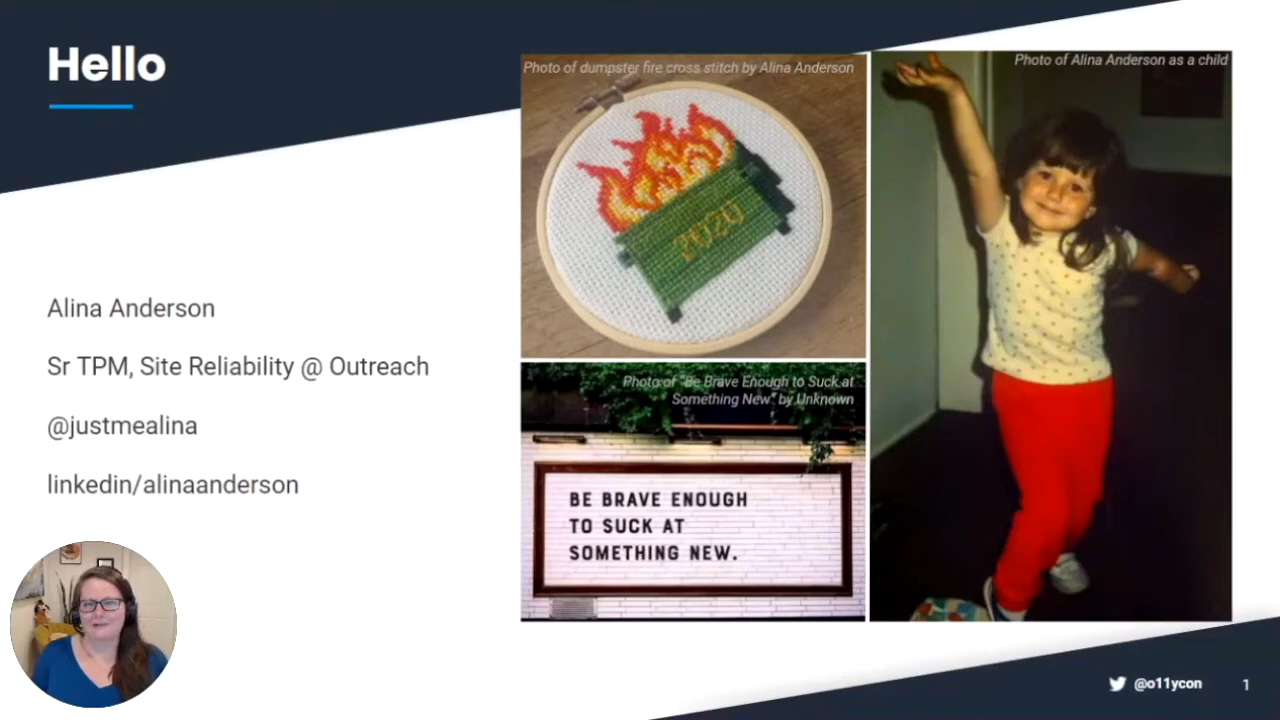 Hello
Alina Anderson
Sr TPM, Site Reliability @ Outreach
@justmealina
linkedin/alinaanderson
Photo of dumpster fire cross stitch by Alina Anderson
2020
Photo of "Be Brave Enough to Suck at
Something New" by Unknown
BE BRAVE ENOUGH
TO SUCK AT
SOMETHING NEW.
Photo of Alina Anderson as a child
@o11ycon
1